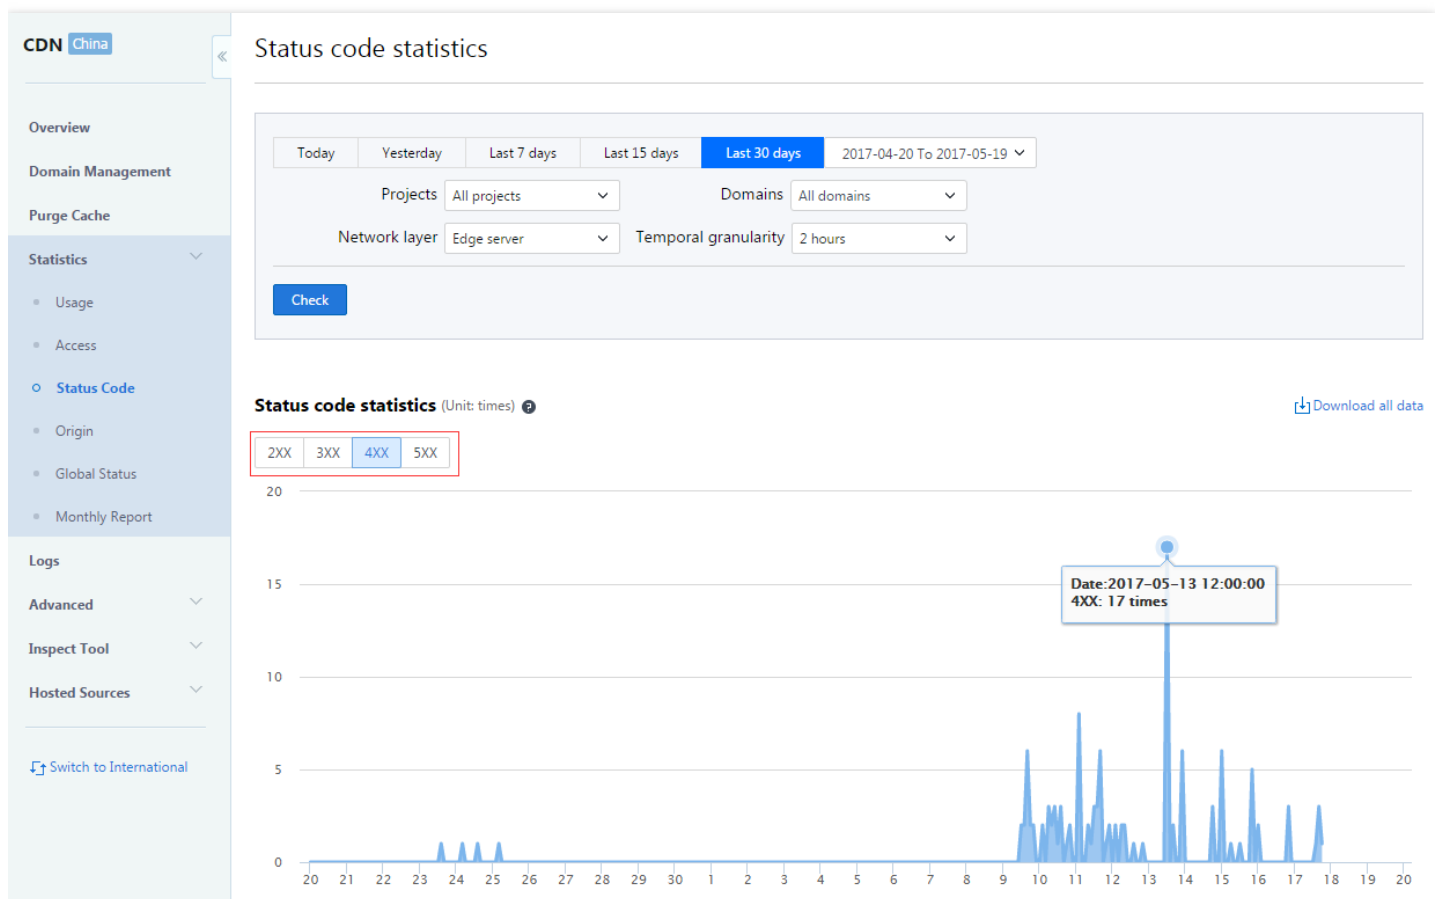 CDN China
«
Status code statistics
Overview
Domain Management
Purge Cache
Statistics
Usage
Access
Status Code
Origin
Global Status
Monthly Report
Logs
Advanced
Inspect Tool
Hosted Sources
Switch to International
Today Yesterday Last 7 days Last 15 days Last 30 days 2017-04-20 To 2017-05-19
Projects All projects Domains All domains
Network layer Edge server Temporal granularity 2 hours
Check
Status code statistics (Unit: times) ? Download all data
2XX 3XX 4XX 5XX
20
15
10
5
0
Date:2017-05-13 12:00:00
4XX: 17 times
20 21 22 23 24 25 26 27 28 29 30 1 2 3 4 5 6 7 8 9 10 11 12 13 14 15 16 17 18 19 20